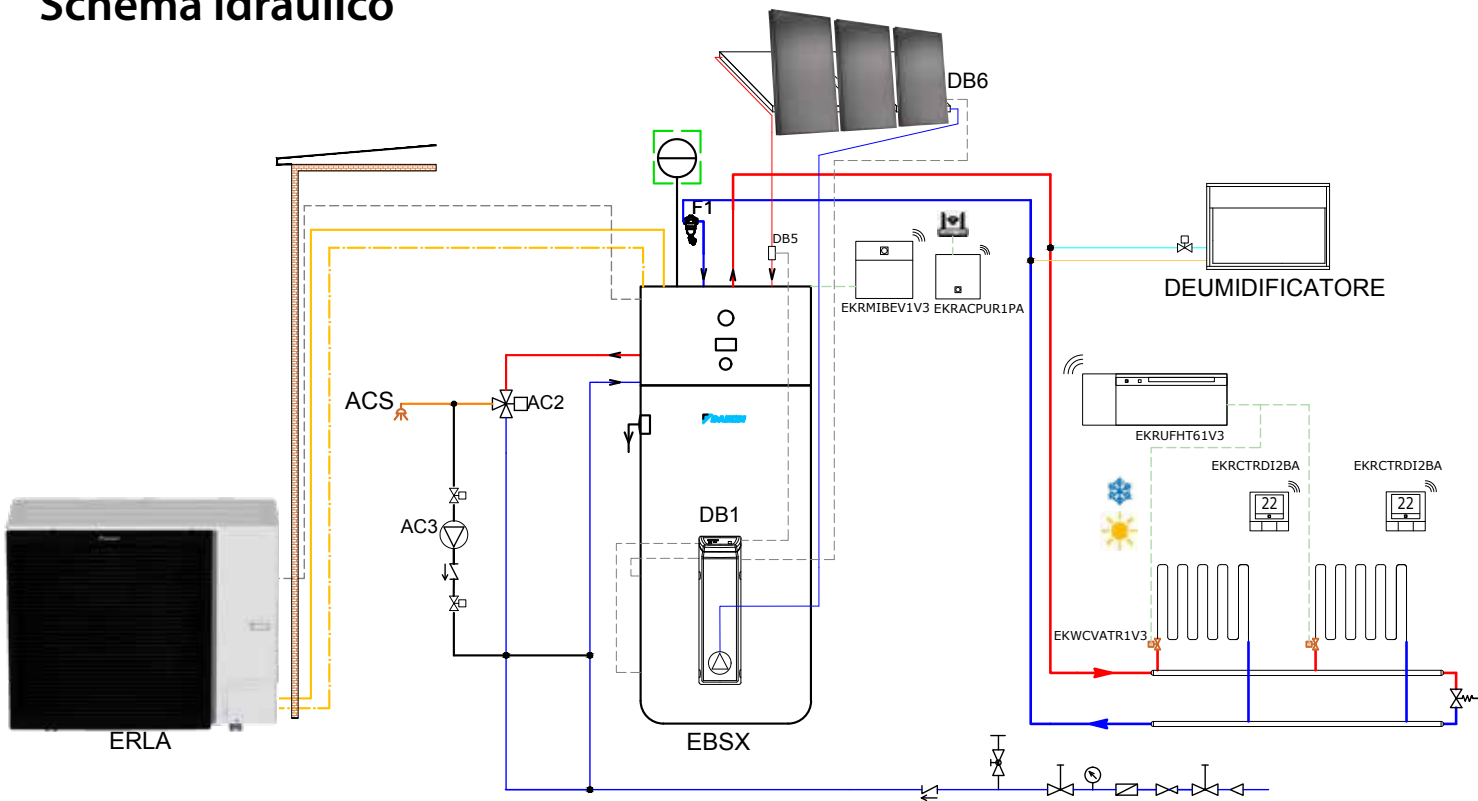 Schema idraulico
DB6
F1
DB5
EKRMIBEV1V3
EKRACPUR1PA
DEUMIDIFICATORE
ACS
AC2
DAIKIN
EKRUFHT61V3
EKRCTRDI2BA
EKRCTRDI2BA
22
22
AC3
DB1
EKWCVATR1V3
ERLA
EBSX